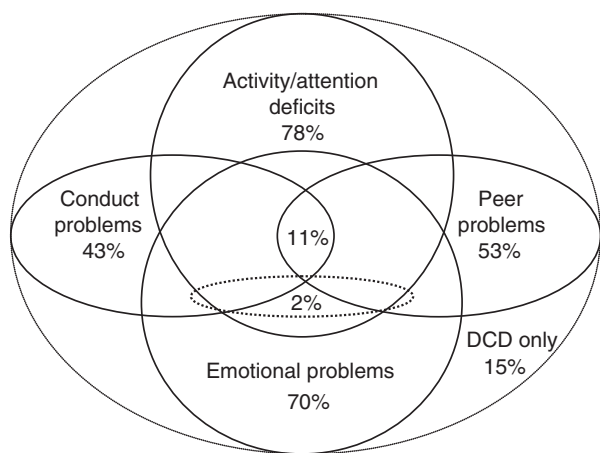 Activity/attention
deficits
78%
Conduct
problems
43%
Peer
problems
53%
11%
2%
DCD only
15%
Emotional problems
70%